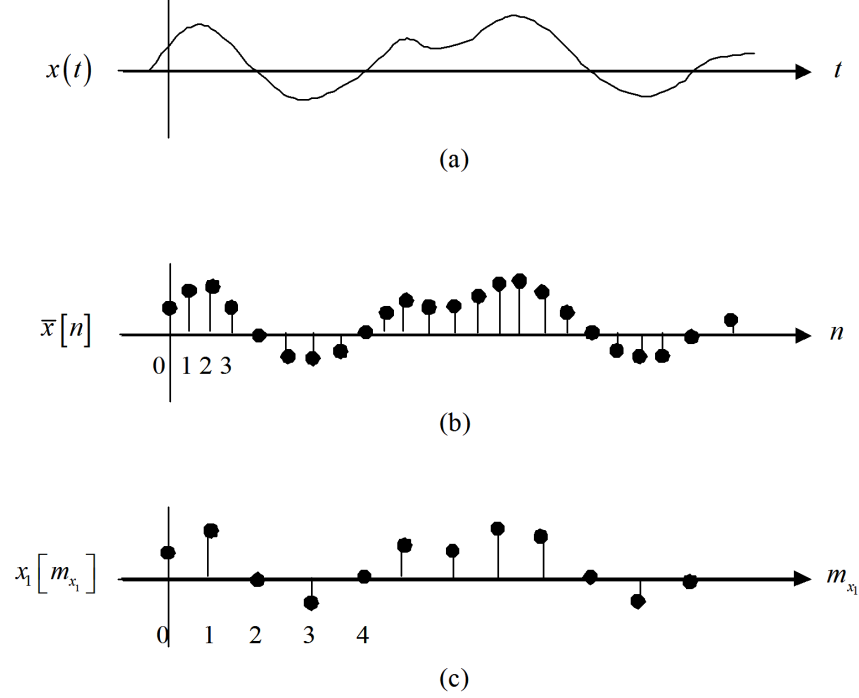 x(t) t
(a)
x̅[n] n
0 1 2 3
(b)
x₁[mₓ₁] mₓ₁
0 1 2 3 4
(c)